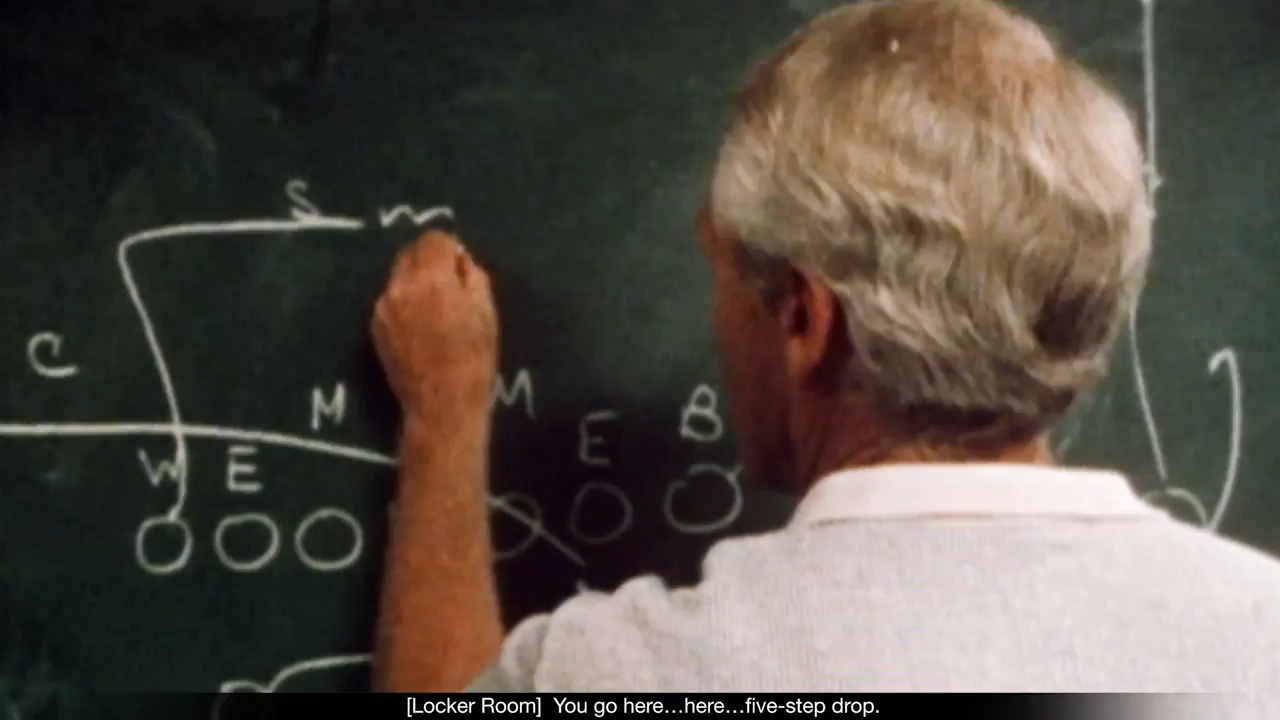 S
C
M M
E B
W E
[Locker Room]  You go here…here…five-step drop.